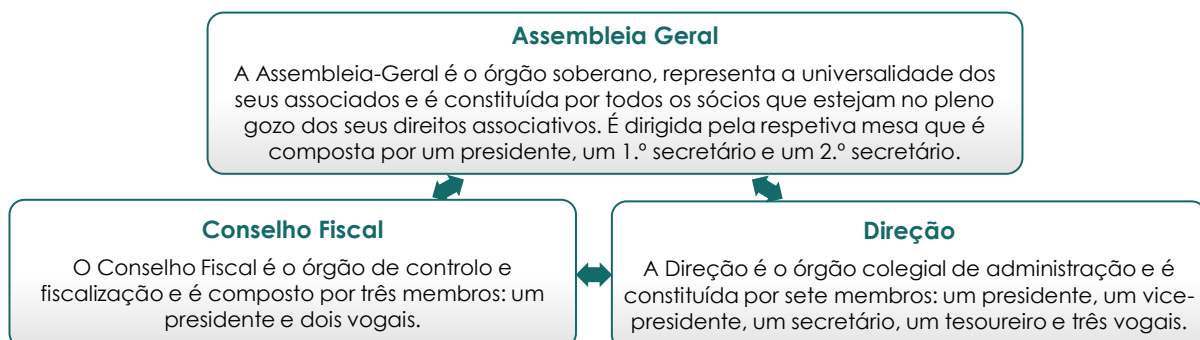 Assembleia Geral
A Assembleia-Geral é o órgão soberano, representa a universalidade dos
seus associados e é constituída por todos os sócios que estejam no pleno
gozo dos seus direitos associativos. É dirigida pela respetiva mesa que é
composta por um presidente, um 1.º secretário e um 2.º secretário.
Conselho Fiscal
O Conselho Fiscal é o órgão de controlo e
fiscalização e é composto por três membros: um
presidente e dois vogais.
Direção
A Direção é o órgão colegial de administração e é
constituída por sete membros: um presidente, um vice-
presidente, um secretário, um tesoureiro e três vogais.